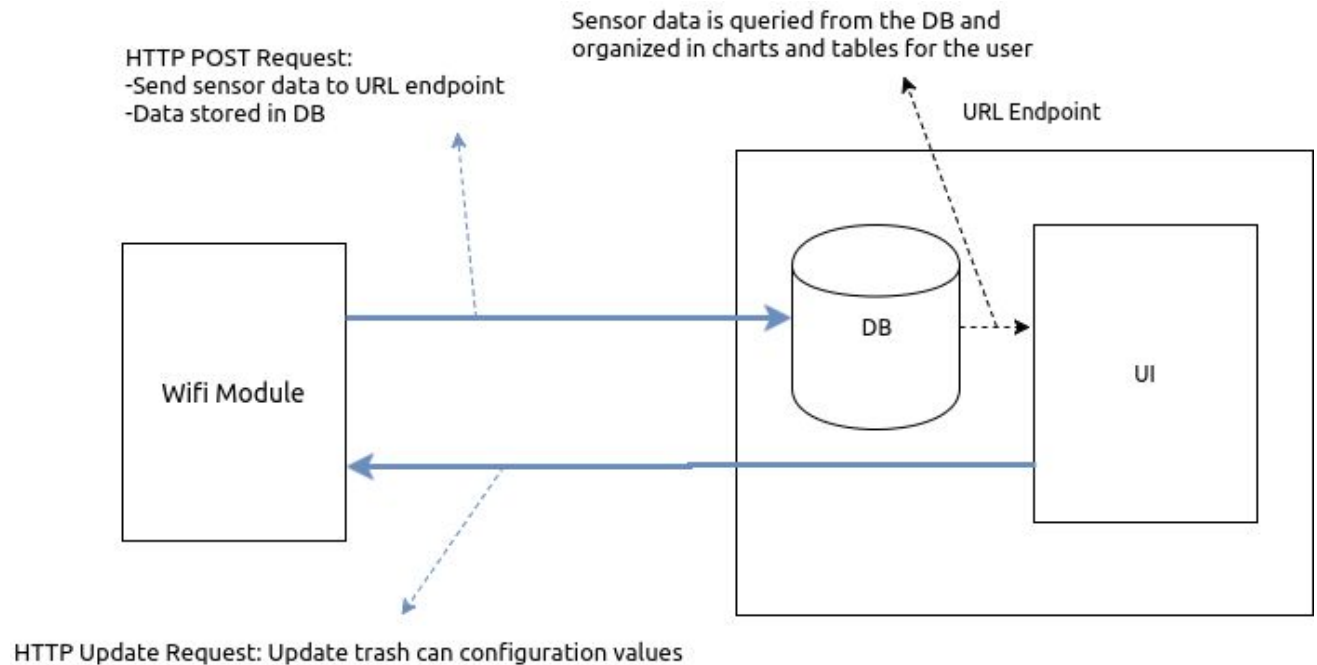 Sensor data is queried from the DB and
organized in charts and tables for the user
HTTP POST Request:
-Send sensor data to URL endpoint
-Data stored in DB
URL Endpoint
DB
UI
Wifi Module
HTTP Update Request: Update trash can configuration values